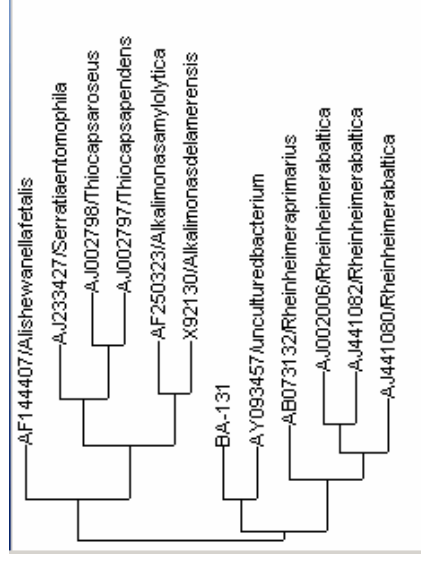 AF144407/Alishewanellafetalis
AJ233427/Serratiaentomophila
AJ002798/Thiocapsaroseus
AJ002797/Thiocapsapendens
AF250323/Alkalimonasamylolytica
X92130/Alkalimonasdelamerensis
BA-131
AY093457/unculturedbacterium
AB073132/Rheinheimeraprimarius
AJ002006/Rheinheimerabaltica
AJ441082/Rheinheimerabaltica
AJ441080/Rheinheimerabaltica